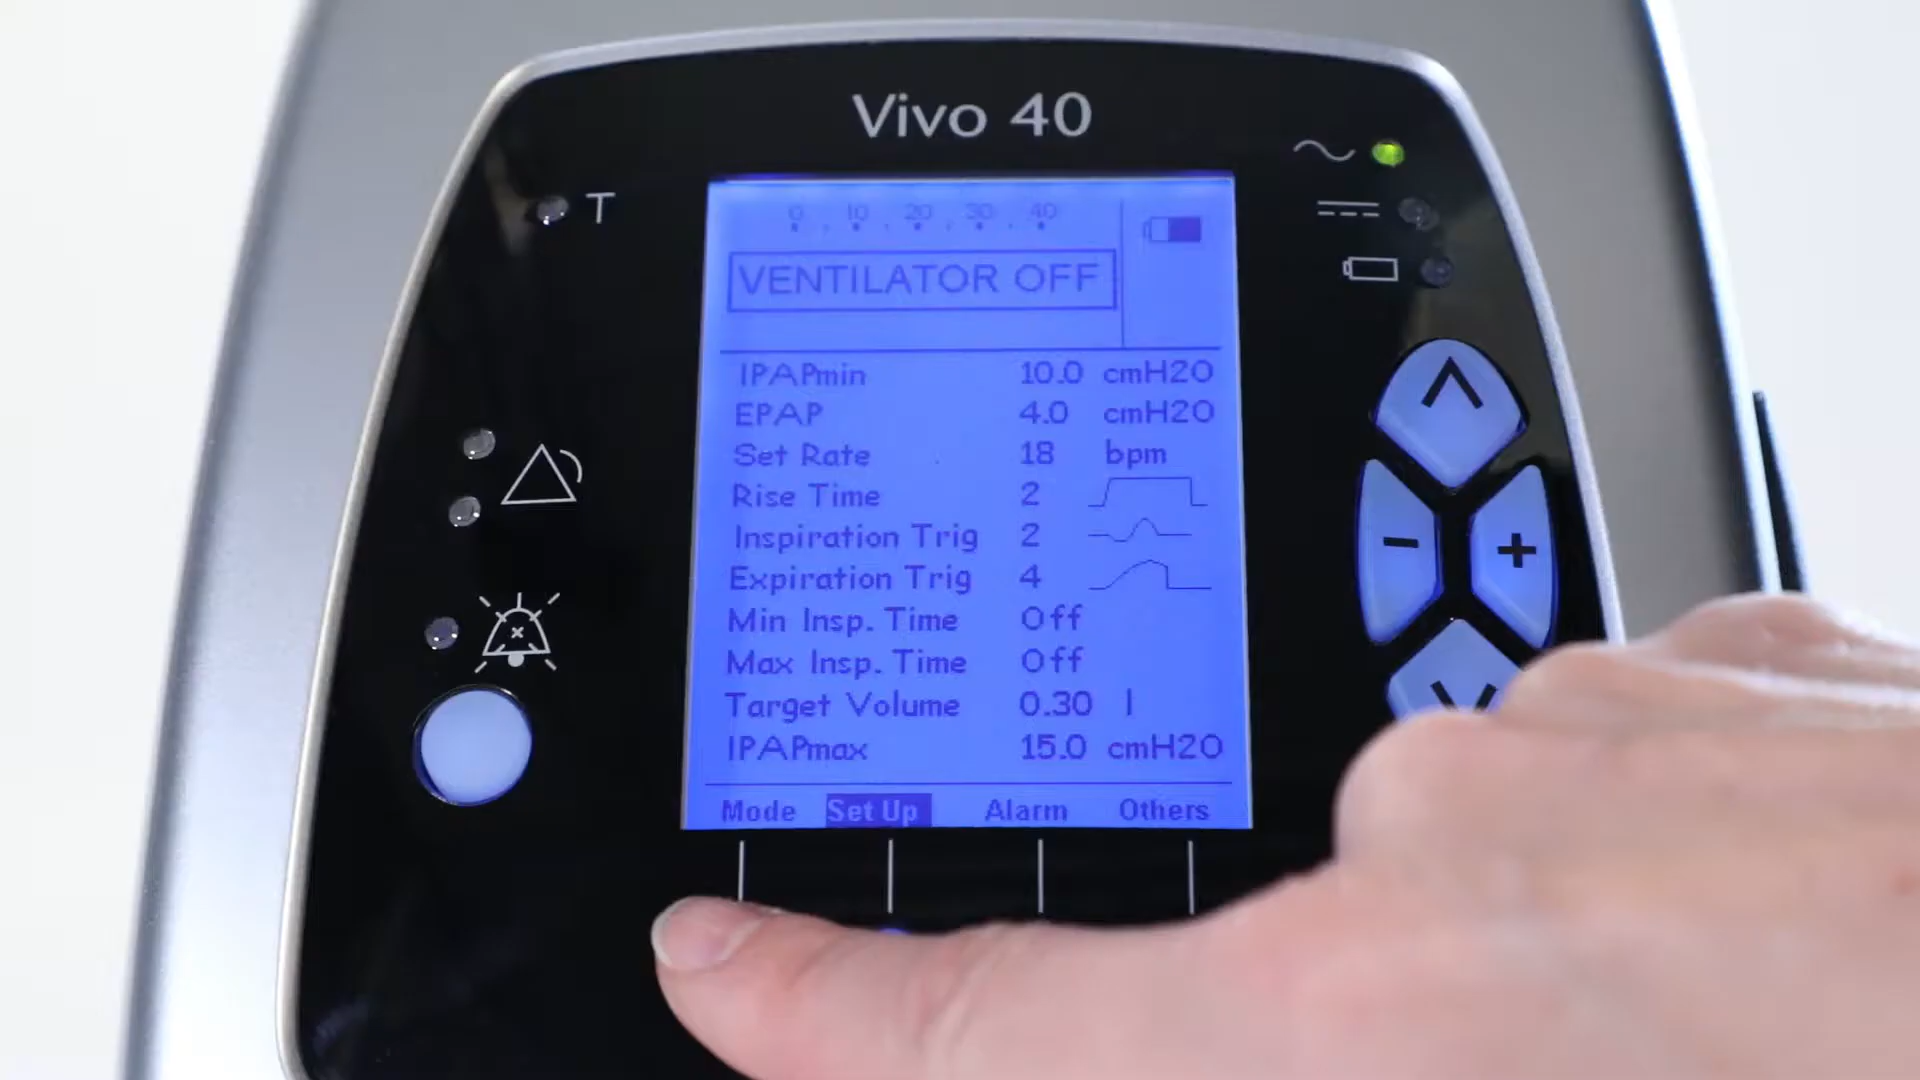 Vivo 40
T
0 10 20 30 40
VENTILATOR OFF
IPAPmin 10.0 cmH2O
EPAP 4.0 cmH2O
Set Rate 18 bpm
Rise Time 2
Inspiration Trig 2
Expiration Trig 4
Min Insp. Time Off
Max Insp. Time Off
Target Volume 0.30 l
IPAPmax 15.0 cmH2O
Mode Set Up Alarm Others
- +